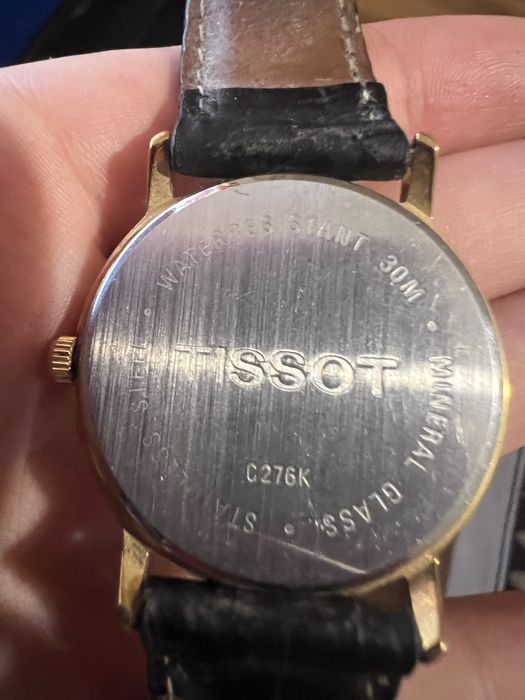 WATERRESISTANT 30M • MINERAL GLASS • STAINLESS STEEL •
TISSOT
C276K